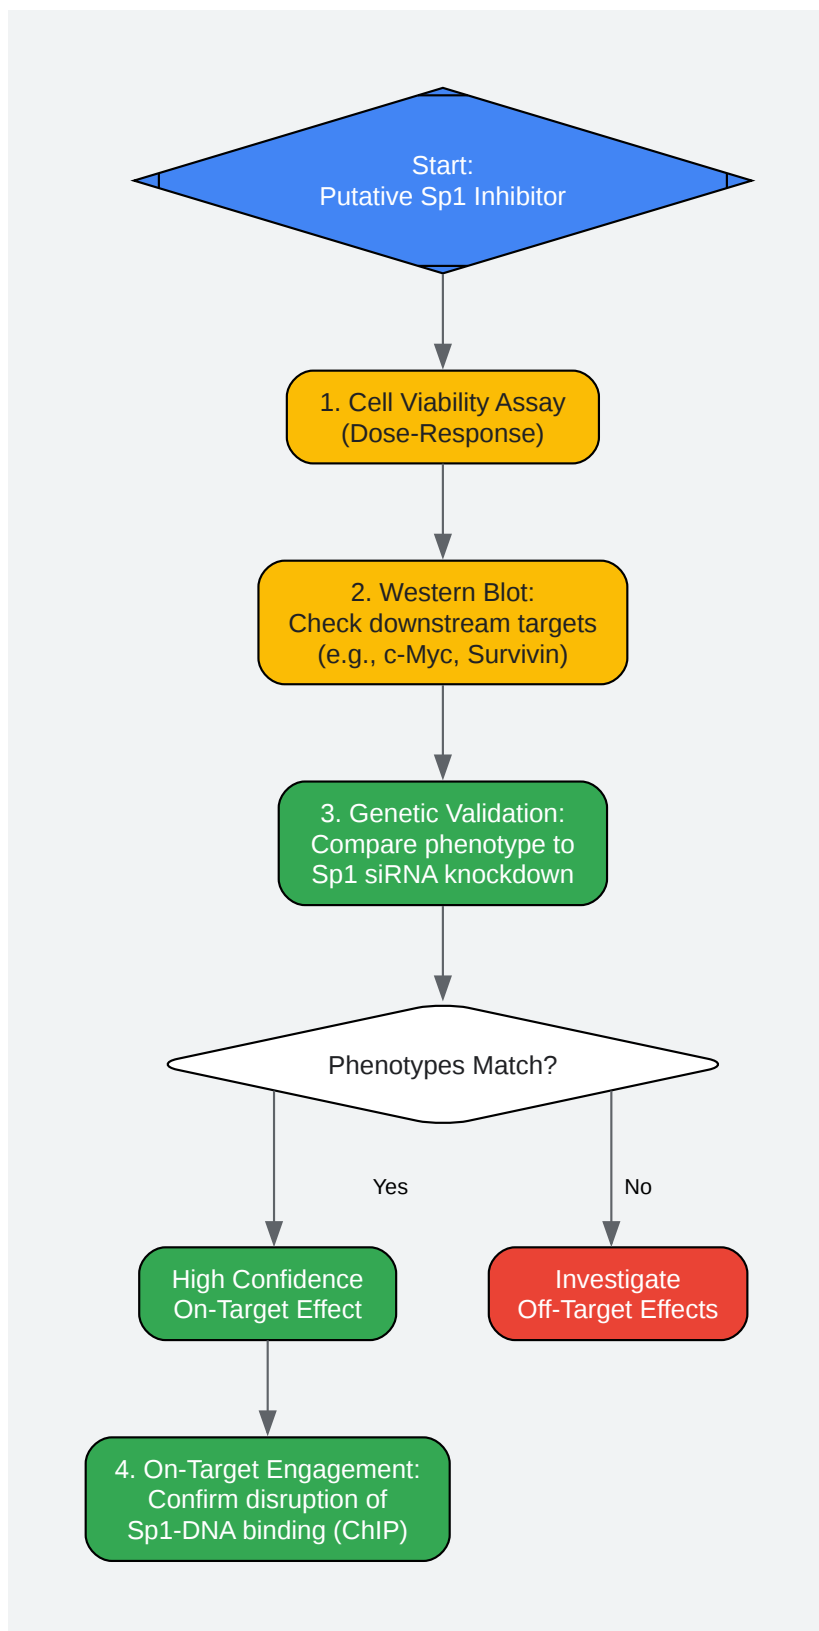 Start:
Putative Sp1 Inhibitor
1. Cell Viability Assay
(Dose-Response)
2. Western Blot:
Check downstream targets
(e.g., c-Myc, Survivin)
3. Genetic Validation:
Compare phenotype to
Sp1 siRNA knockdown
Phenotypes Match?
Yes
No
High Confidence
On-Target Effect
Investigate
Off-Target Effects
4. On-Target Engagement:
Confirm disruption of
Sp1-DNA binding (ChIP)